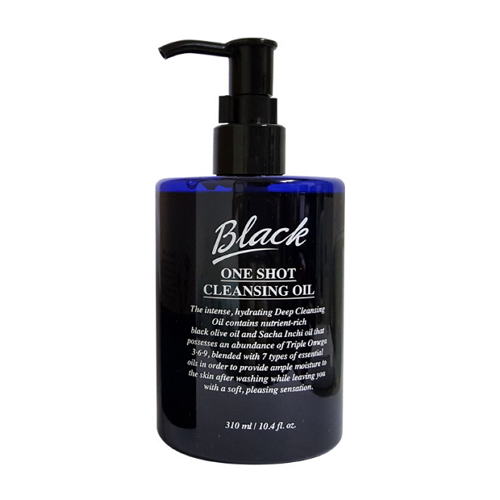 Black
ONE SHOT
CLEANSING OIL
The intense, hydrating Deep Cleansing
Oil contains nutrient-rich
black olive oil and Sacha Inchi oil that
possesses an abundance of Triple Omega
3-6-9, blended with 7 types of essential
oils in order to provide ample moisture to
the skin after washing while leaving you
with a soft, pleasing sensation.
310 ml / 10.4 fl. oz.